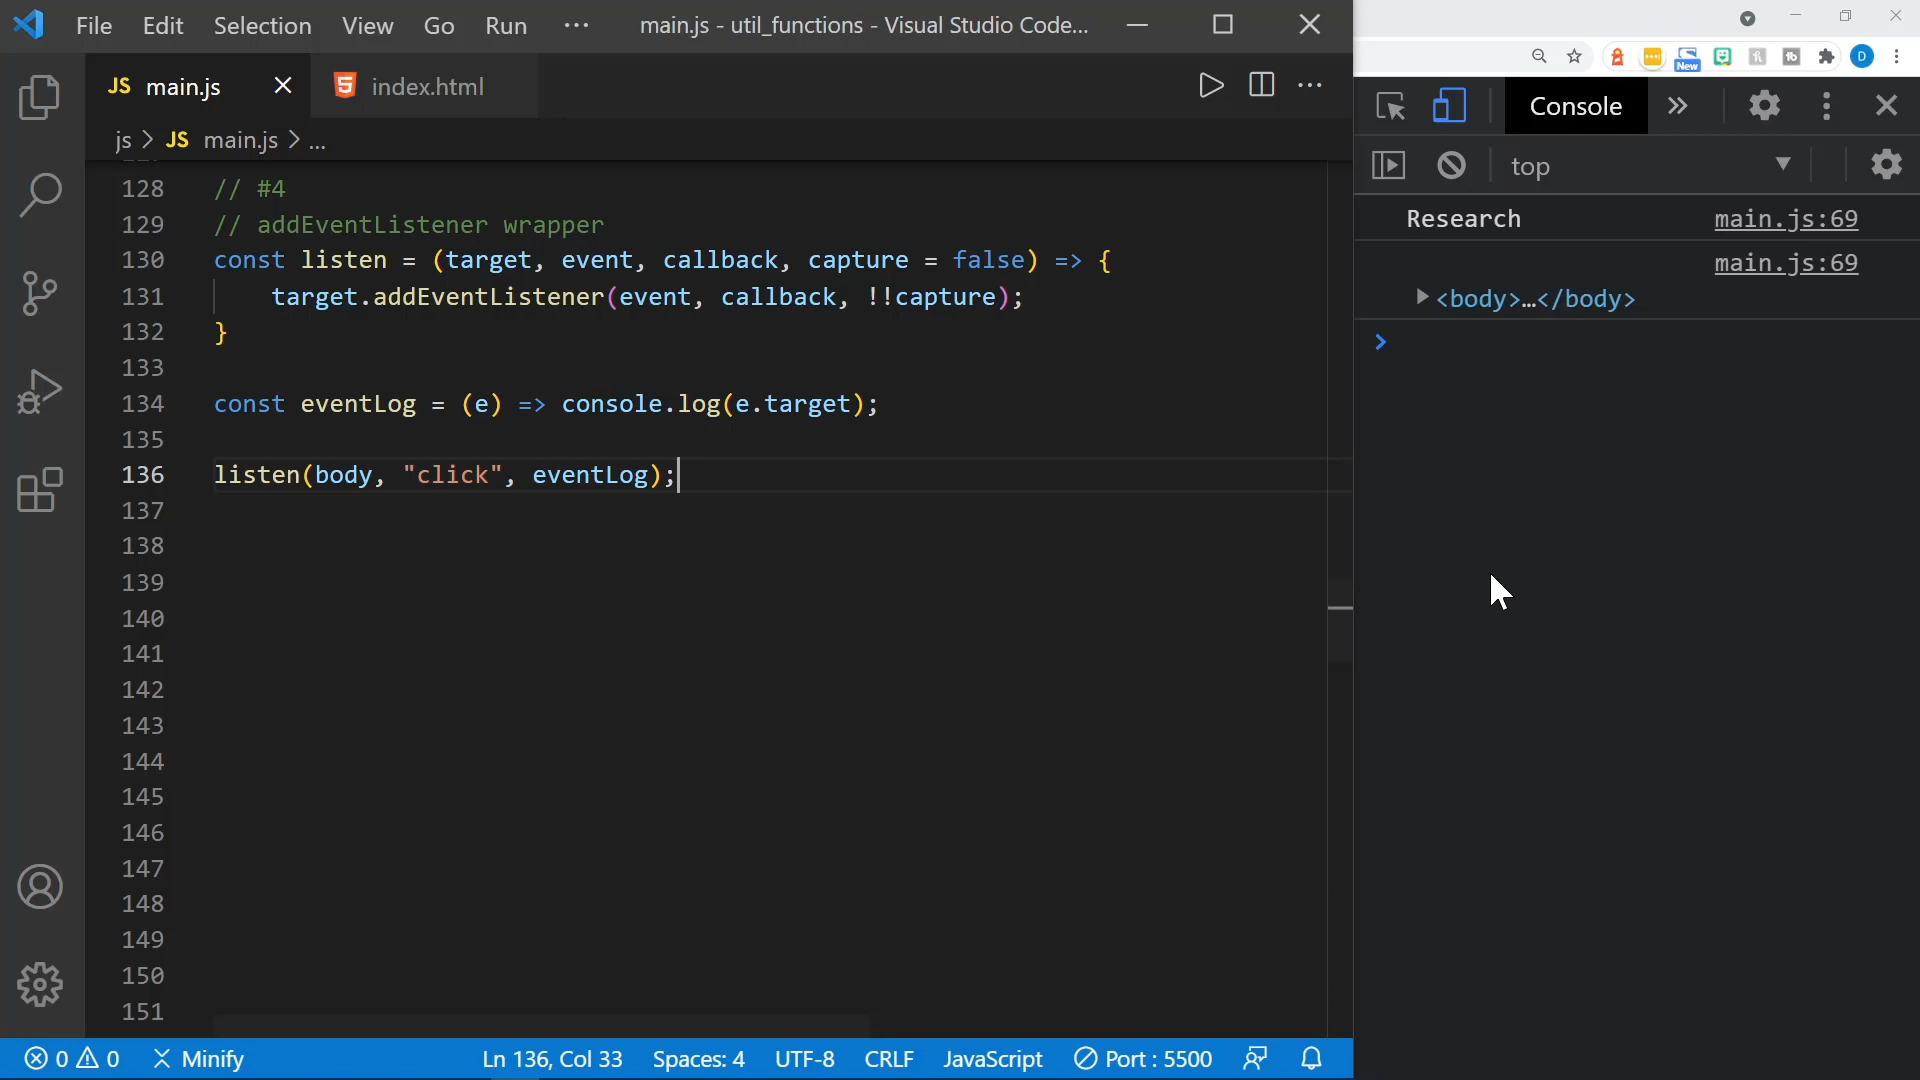 File Edit Selection View Go Run ··· main.js - util_functions - Visual Studio Code...
JS main.js index.html
js > JS main.js > ...
128 // #4
129 // addEventListener wrapper
130 const listen = (target, event, callback, capture = false) => {
131 target.addEventListener(event, callback, !!capture);
132 }
133
134 const eventLog = (e) => console.log(e.target);
135
136 listen(body, "click", eventLog);
137
138
139
140
141
142
143
144
145
146
147
148
149
150
151
0 0 Minify Ln 136, Col 33 Spaces: 4 UTF-8 CRLF JavaScript Port : 5500
New D
Console
top
Research main.js:69
main.js:69
<body>…</body>